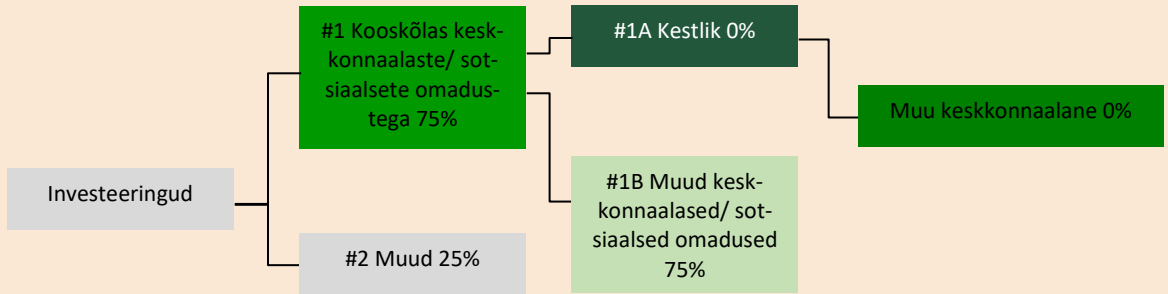 Investeeringud
#1 Kooskõlas kesk-
konnaalaste/ sot-
siaalsete omadus-
tega 75%
#2 Muud 25%
#1A Kestlik 0%
#1B Muud kesk-
konnaalased/ sot-
siaalsed omadused
75%
Muu keskkonnaalane 0%